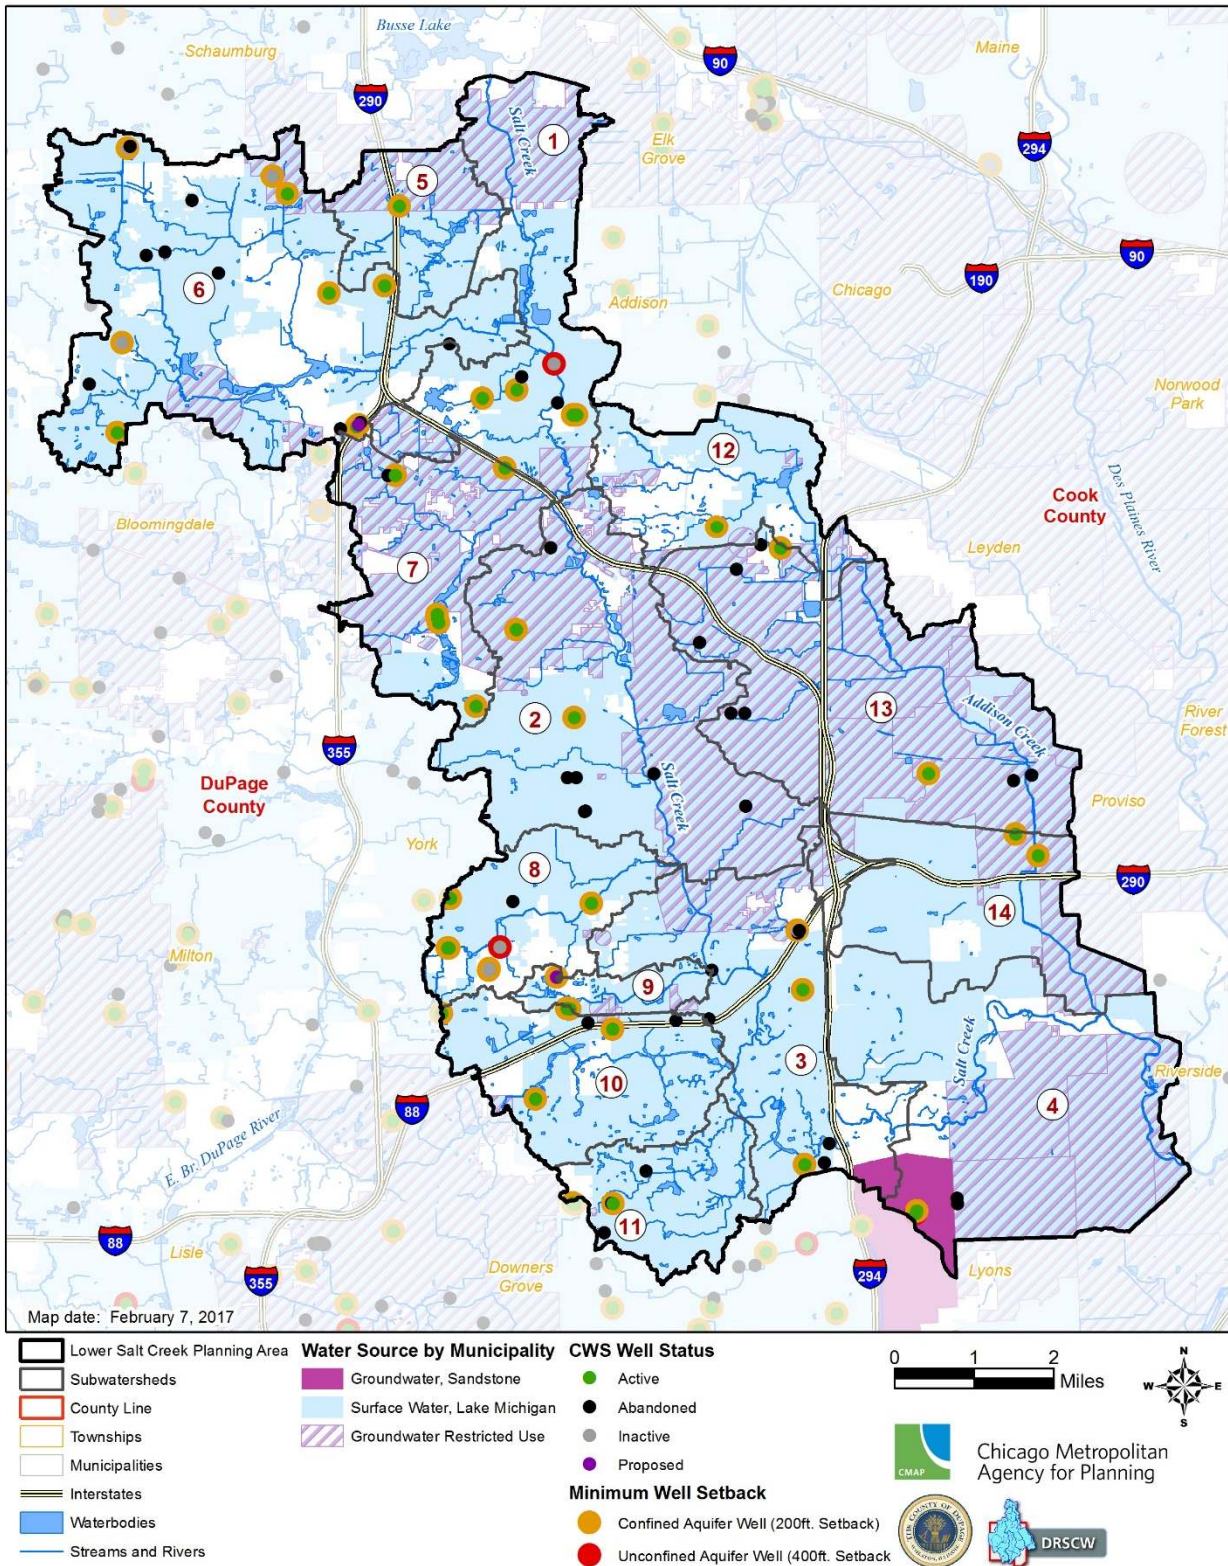 Busse Lake
Schaumburg
Maine
90
290
Salt Creek
1
Elk
Grove
294
5
6
90
190
Chicago
Addison
Norwood
Park
12
Des Plaines River
Cook
County
Bloomingdale
Leyden
7
2
13
Addison Creek
River
Forest
355
DuPage
County
Salt Creek
Proviso
York
8
290
14
Milton
9
Salt Creek
3
10
4
Riverside
88
E. Br. DuPage River
11
88
Lisle
355
Downers
Grove
294
Lyons
Map date: February 7, 2017
Lower Salt Creek Planning Area
Subwatersheds
County Line
Townships
Municipalities
Interstates
Waterbodies
Streams and Rivers
Water Source by Municipality
Groundwater, Sandstone
Surface Water, Lake Michigan
Groundwater Restricted Use
CWS Well Status
Active
Abandoned
Inactive
Proposed
Minimum Well Setback
Confined Aquifer Well (200ft. Setback)
Unconfined Aquifer Well (400ft. Setback
0 1 2
Miles
N
W E
S
CMAP
Chicago Metropolitan
Agency for Planning
THE COUNTY OF DUPAGE
DRSCW